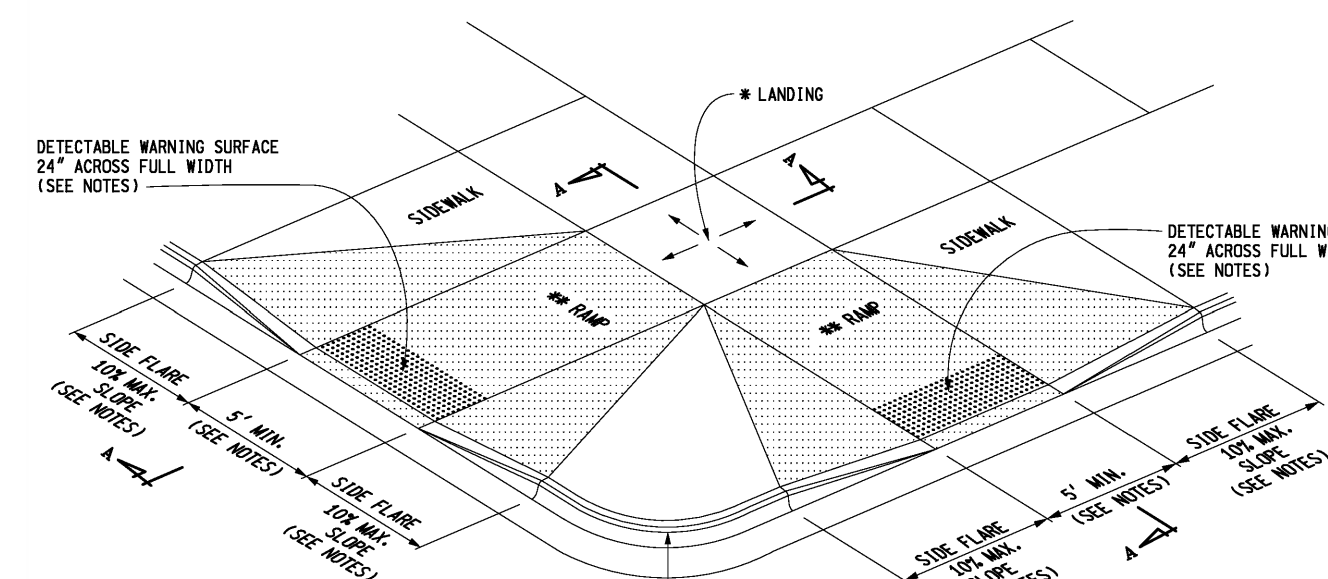 * LANDING
DETECTABLE WARNING SURFACE
24" ACROSS FULL WIDTH
(SEE NOTES)
A
A
SIDEWALK
SIDEWALK
DETECTABLE WARNING
24" ACROSS FULL W
(SEE NOTES)
** RAMP
** RAMP
SIDE FLARE
10% MAX.
SLOPE
(SEE NOTES)
5' MIN.
(SEE NOTES)
A
SIDE FLARE
10% MAX.
SLOPE
(SEE NOTES)
SIDE FLARE
10% MAX.
SLOPE
(SEE NOTES)
5' MIN.
(SEE NOTES)
A
SIDE FLARE
10% MAX.
SLOPE
NOTES)